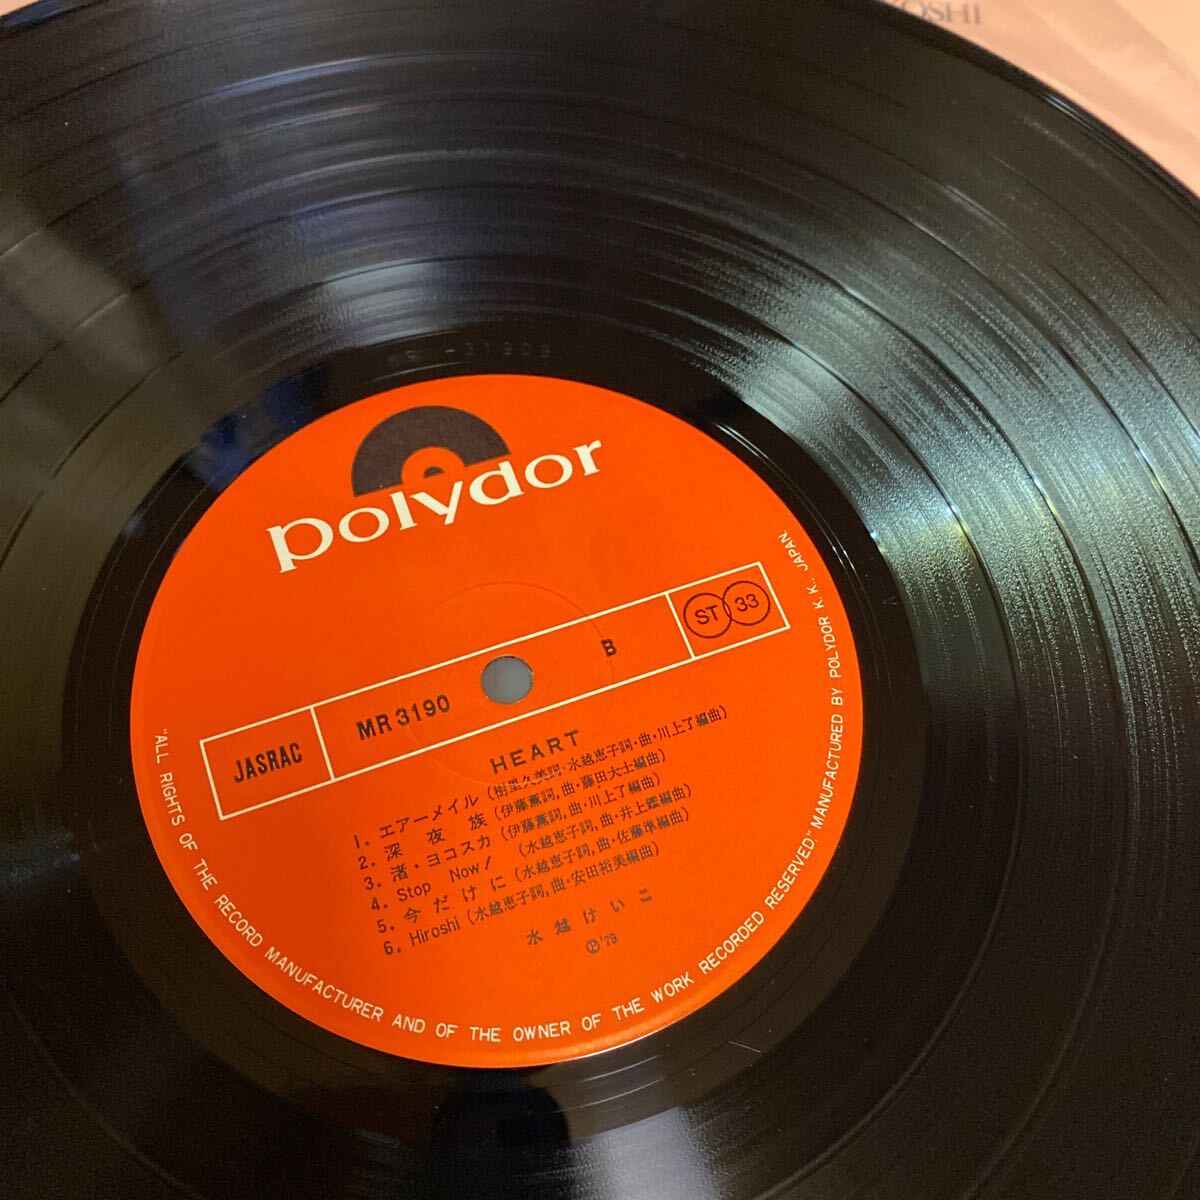 OSHI
-31909
polydor
ST 33
B
MR 3190
JASRAC
HEART
1. エアーメイル (樹里久美詞・水越恵子詞・曲・川上了編曲)
2. 深夜族 (伊藤薫詞,曲・藤田大士編曲)
3. 渚・ヨコスカ (伊藤薫詞,曲・川上了編曲)
4. Stop Now! (水越恵子詞,曲・井上鑑編曲)
5. 今だけに (水越恵子詞,曲・佐藤準編曲)
6. Hiroshi (水越恵子詞,曲・安田裕美編曲)
水越けいこ
Ⓟ'79
"ALL RIGHTS OF THE RECORD MANUFACTURER AND OF THE OWNER OF THE WORK RECORDED RESERVED." MANUFACTURED BY POLYDOR K.K., JAPAN